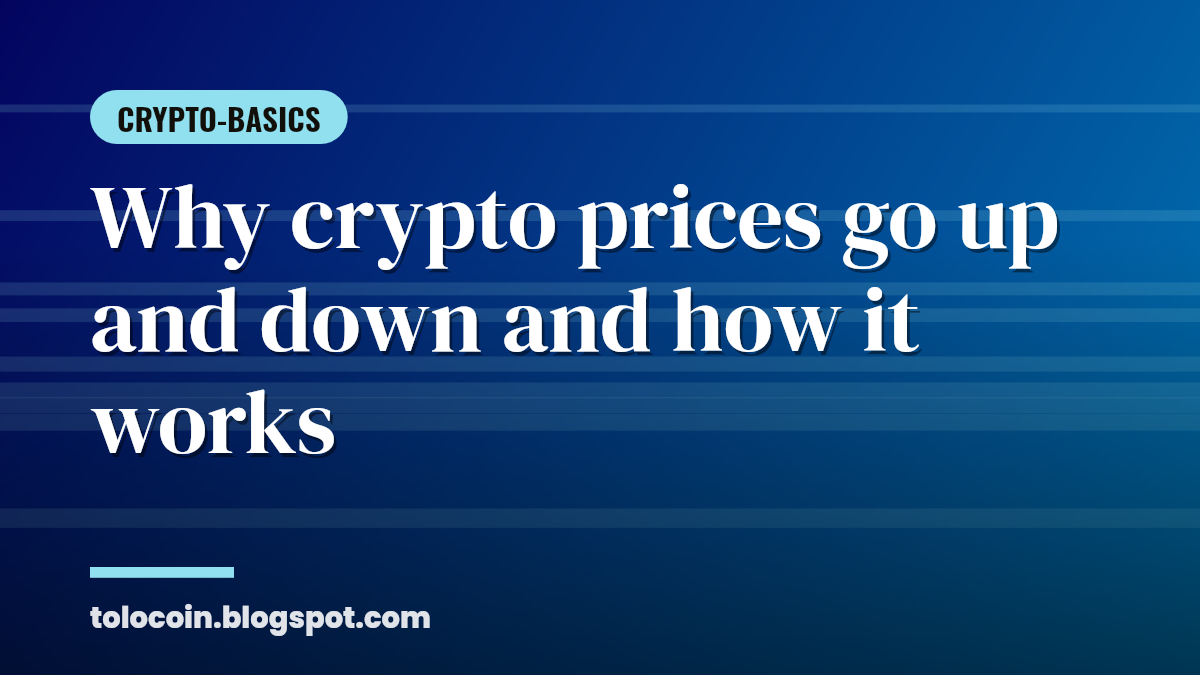 CRYPTO-BASICS
Why crypto prices go up
and down and how it
works
tolocoin.blogspot.com